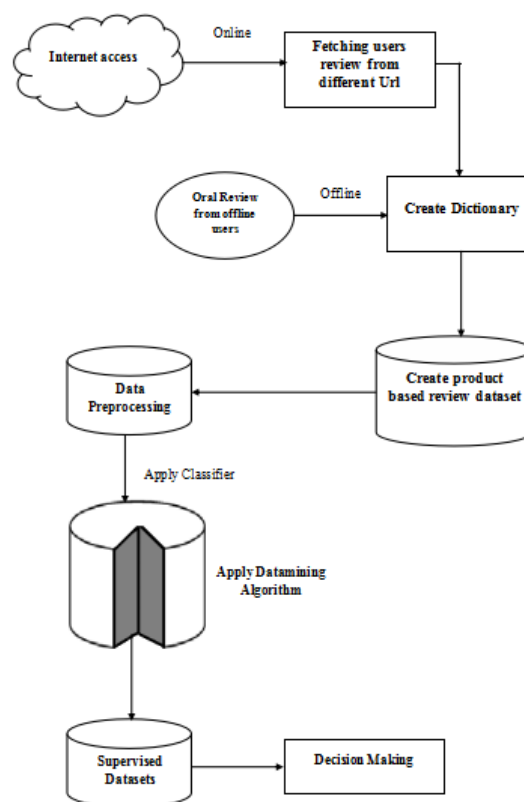 Online
Internet access
Fetching users
review from
different Url
Oral Review
from offline
users
Offline
Create Dictionary
Create product
based review dataset
Data
Preprocessing
Apply Classifier
Apply Datamining
Algorithm
Supervised
Datasets
Decision Making